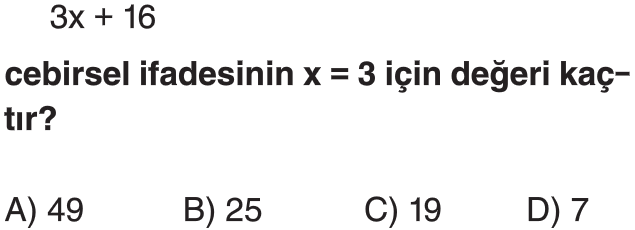 3x + 16
cebirsel ifadesinin x = 3 için değeri kaç-
tır?
A) 49 B) 25 C) 19 D) 7